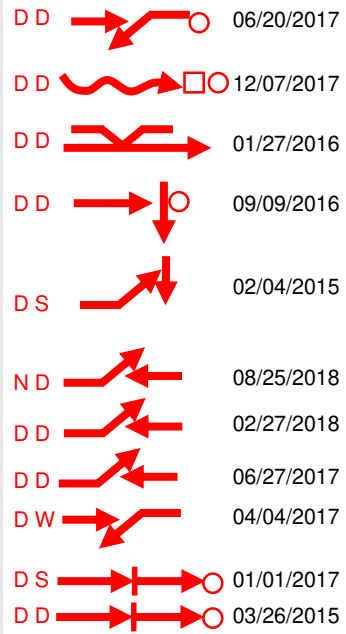 D D 06/20/2017
D D 12/07/2017
D D 01/27/2016
D D 09/09/2016
D S 02/04/2015
N D 08/25/2018
D D 02/27/2018
D D 06/27/2017
D W 04/04/2017
D S 01/01/2017
D D 03/26/2015